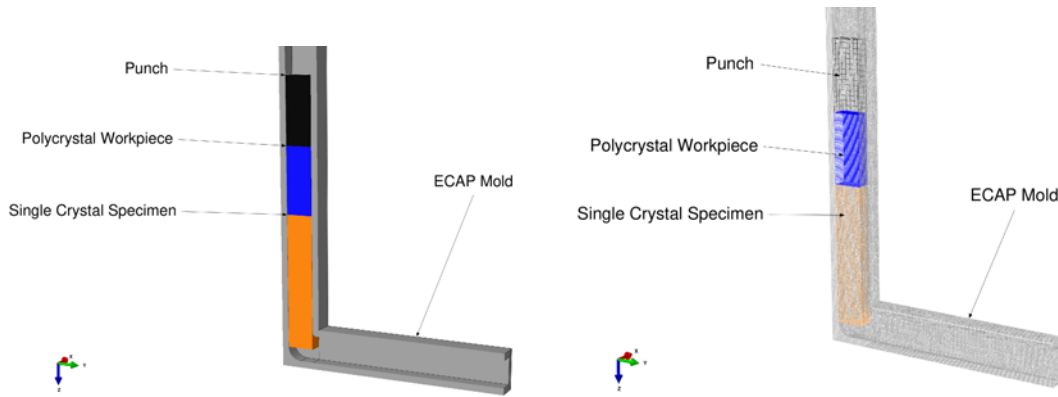 Punch
Polycrystal Workpiece
Single Crystal Specimen
ECAP Mold
X
Y
Z
Punch
Polycrystal Workpiece
Single Crystal Specimen
ECAP Mold
X
Y
Z